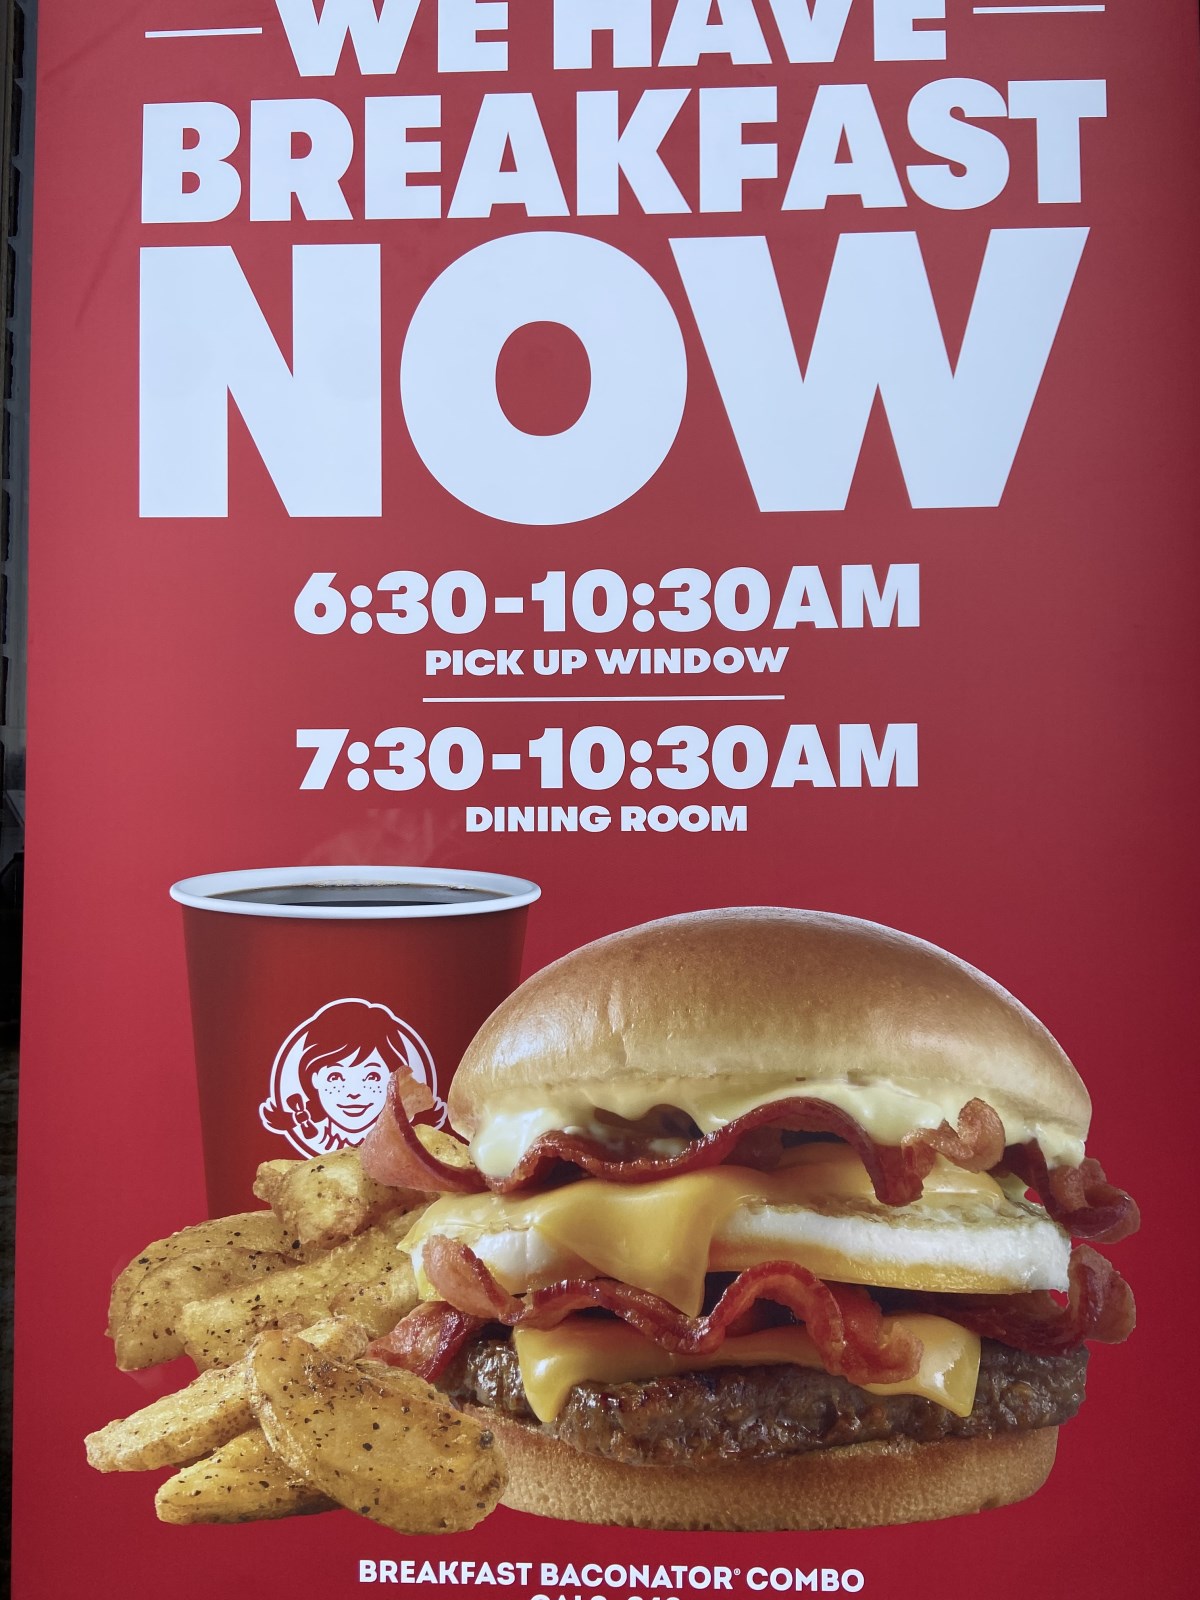 WE HAVE
BREAKFAST
NOW
6:30-10:30AM
PICK UP WINDOW
7:30-10:30AM
DINING ROOM
BREAKFAST BACONATOR® COMBO